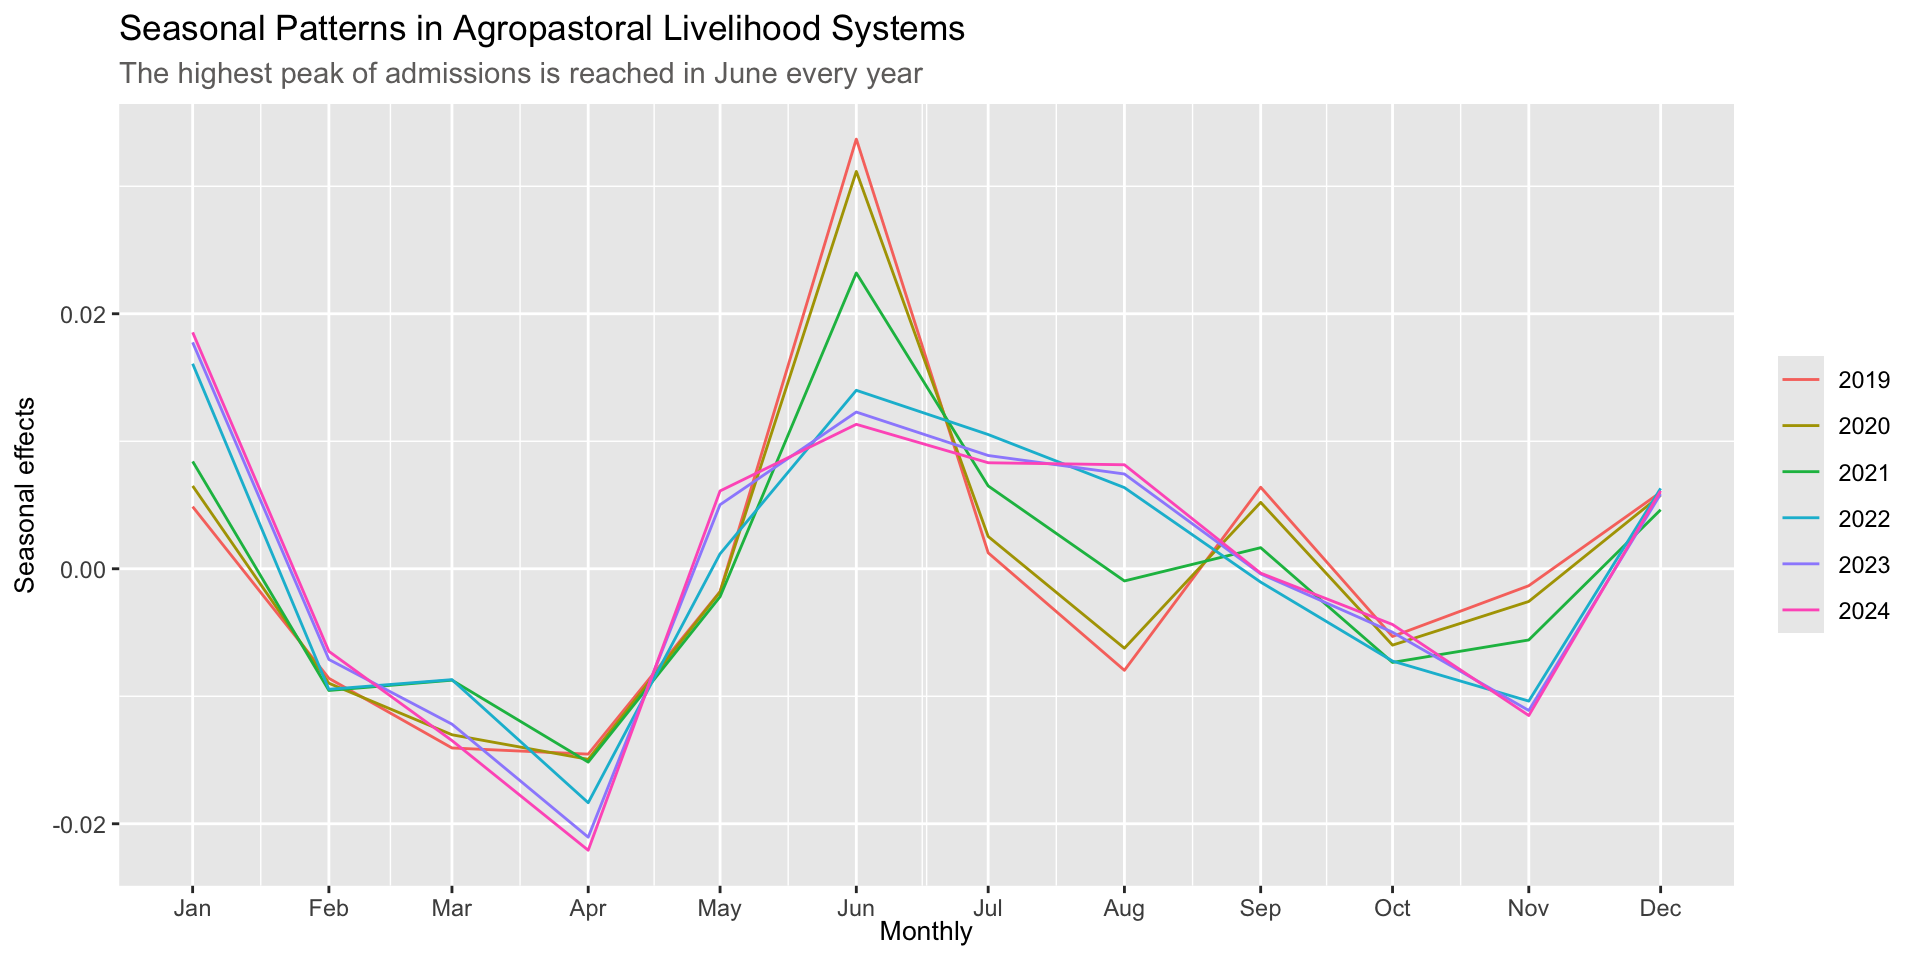 Seasonal Patterns in Agropastoral Livelihood Systems
The highest peak of admissions is reached in June every year
Seasonal effects
0.02
0.00
-0.02
Jan Feb Mar Apr May Jun Jul Aug Sep Oct Nov Dec
Monthly
2019
2020
2021
2022
2023
2024